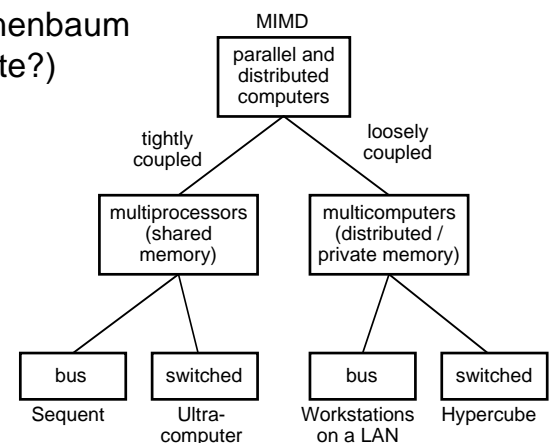 MIMD
parallel and
distributed
computers
tightly
coupled
loosely
coupled
multiprocessors
(shared
memory)
multicomputers
(distributed /
private memory)
bus
switched
bus
switched
Sequent
Ultra-
computer
Workstations
on a LAN
Hypercube